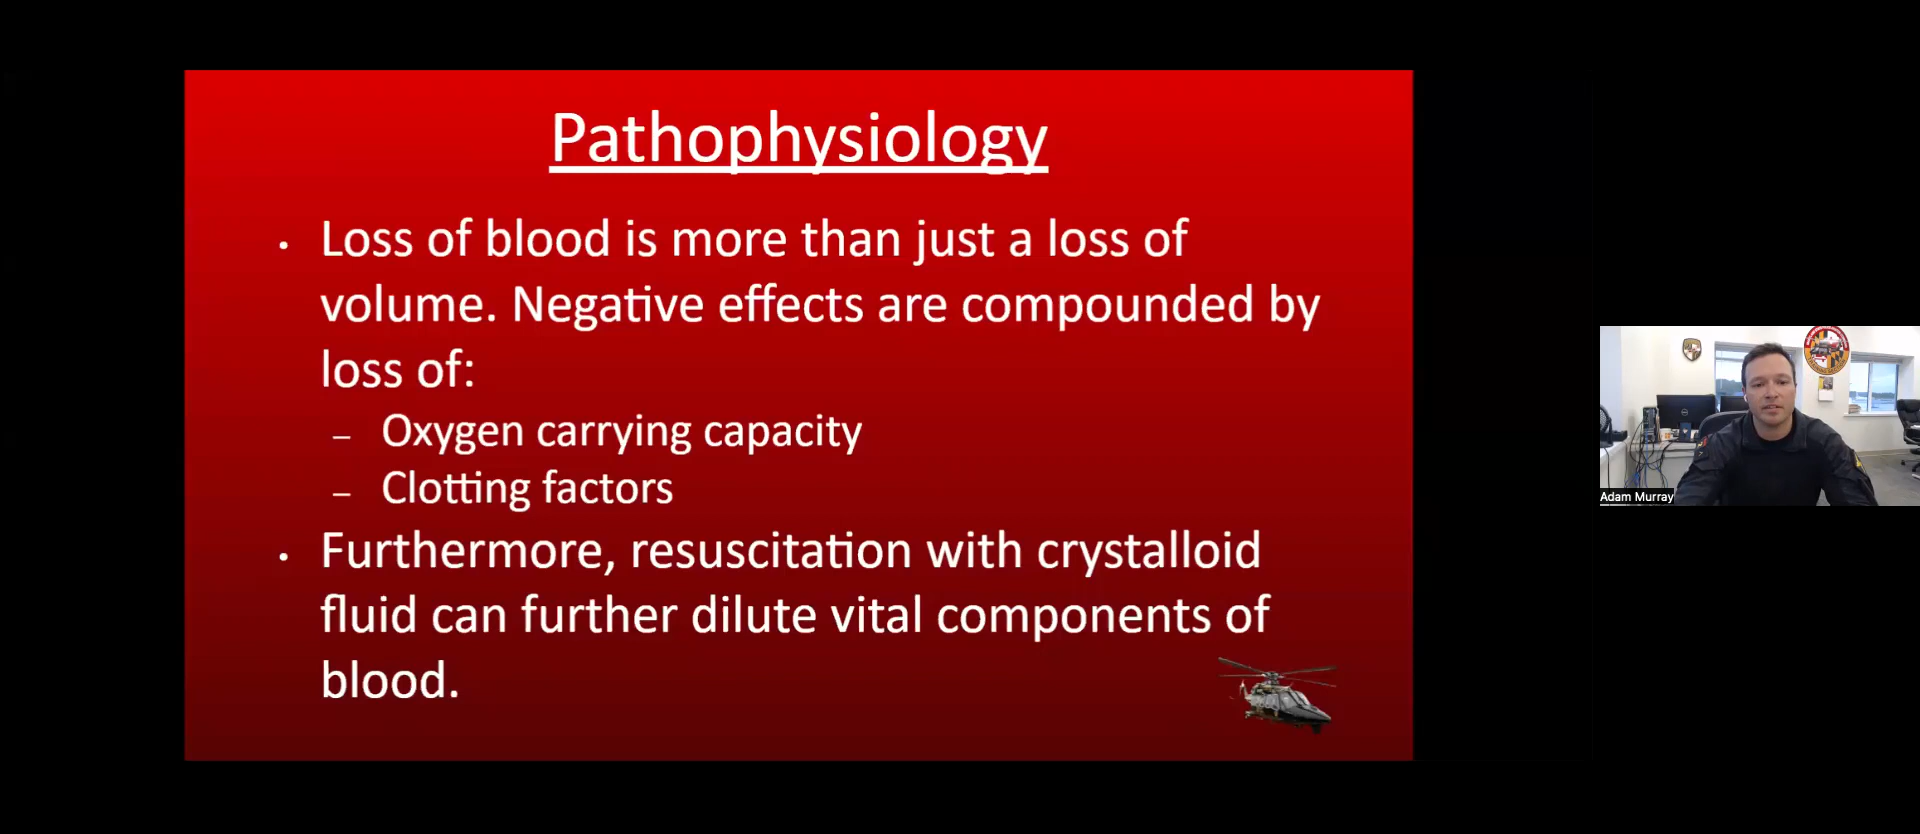 Pathophysiology
• Loss of blood is more than just a loss of
volume. Negative effects are compounded by
loss of:
– Oxygen carrying capacity
– Clotting factors
• Furthermore, resuscitation with crystalloid
fluid can further dilute vital components of
blood.
Adam Murray